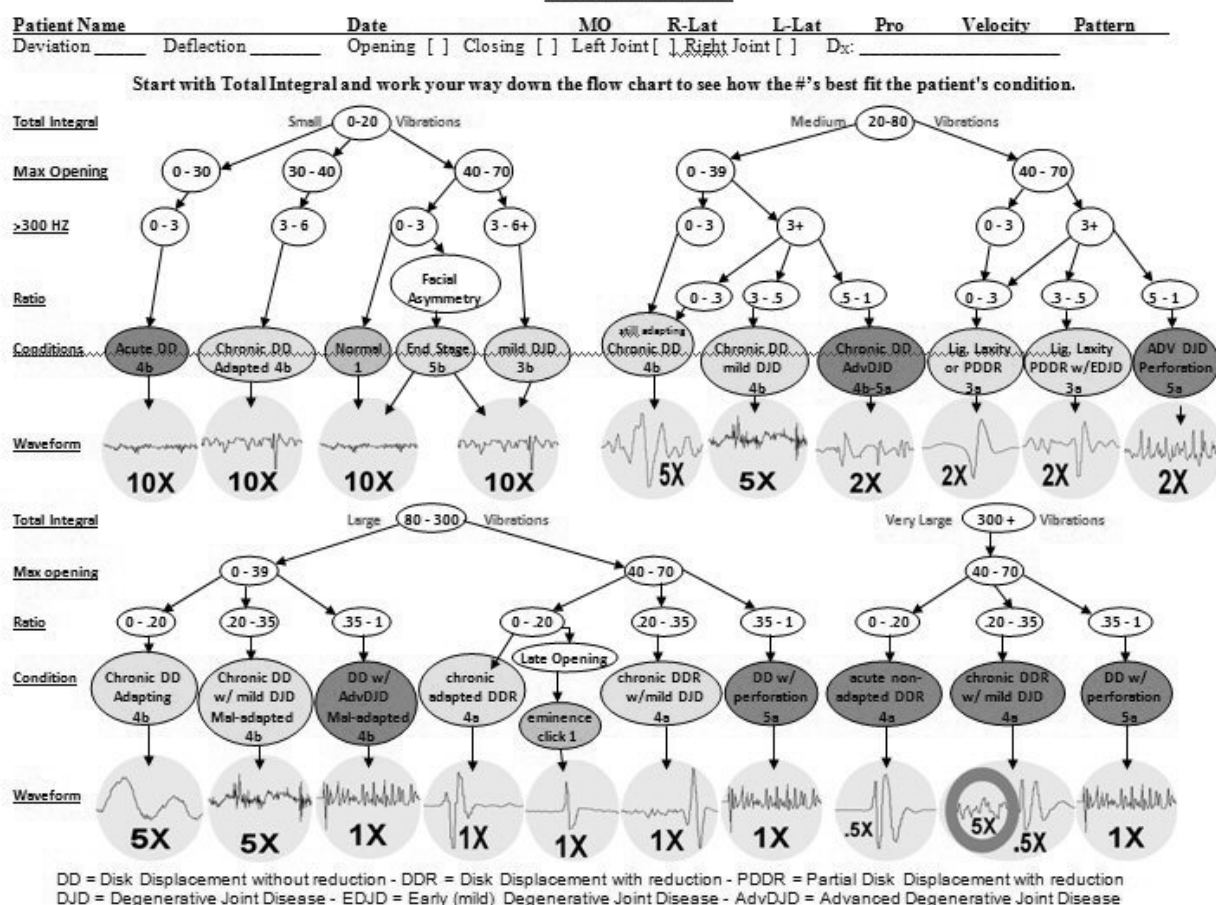 Patient Name Date MO R-Lat L-Lat Pro Velocity Pattern
Deviation _____ Deflection _______ Opening [ ] Closing [ ] Left Joint [ ] Right Joint [ ] Dx: ____________________
Start with Total Integral and work your way down the flow chart to see how the #'s best fit the patient's condition.
Total Integral Small 0-20 Vibrations Medium 20-80 Vibrations
Max Opening 0 - 30 30 - 40 40 - 70 0 - 39 40 - 70
>300 HZ 0 - 3 3 - 6 0 - 3 3 - 6+ 0 - 3 3+ 0 - 3 3+
Facial
Asymmetry
Ratio 0 - .3 .3 - .5 .5 - 1 0 - .3 .3 - .5 .5 - 1
still adapting
Conditions Acute DD Chronic DD Normal End Stage mild DJD Chronic DD Chronic DD Chronic DD Lig. Laxity Lig. Laxity ADV DJD
4b Adapted 4b 1 5b 3b 4b mild DJD AdvDJD or PDDR PDDR w/EDJD Perforation
4b 4b-5a 3a 3a 5a
Waveform
10X 10X 10X 10X 5X 5X 2X 2X 2X 2X
Total Integral Large 80 - 300 Vibrations Very Large 300 + Vibrations
Max opening 0 - 39 40 - 70 40 - 70
Ratio 0 - .20 .20 - .35 .35 - 1 0 - .20 .20 - .35 .35 - 1 0 - .20 .20 - .35 .35 - 1
Late Opening
Condition Chronic DD Chronic DD DD w/ chronic chronic DDR DD w/ acute non- chronic DDR DD w/
Adapting w/ mild DJD AdvDJD adapted DDR w/mild DJD perforation adapted DDR w/ mild DJD perforation
4b Mal-adapted Mal-adapted 4a eminence 4a 5a 4a 4a 5a
4b 4b click 1
Waveform
5X 5X 1X 1X 1X 1X 1X .5X 5X .5X 1X
DD = Disk Displacement without reduction - DDR = Disk Displacement with reduction - PDDR = Partial Disk Displacement with reduction
DJD = Degenerative Joint Disease - EDJD = Early (mild) Degenerative Joint Disease - AdvDJD = Advanced Degenerative Joint Disease